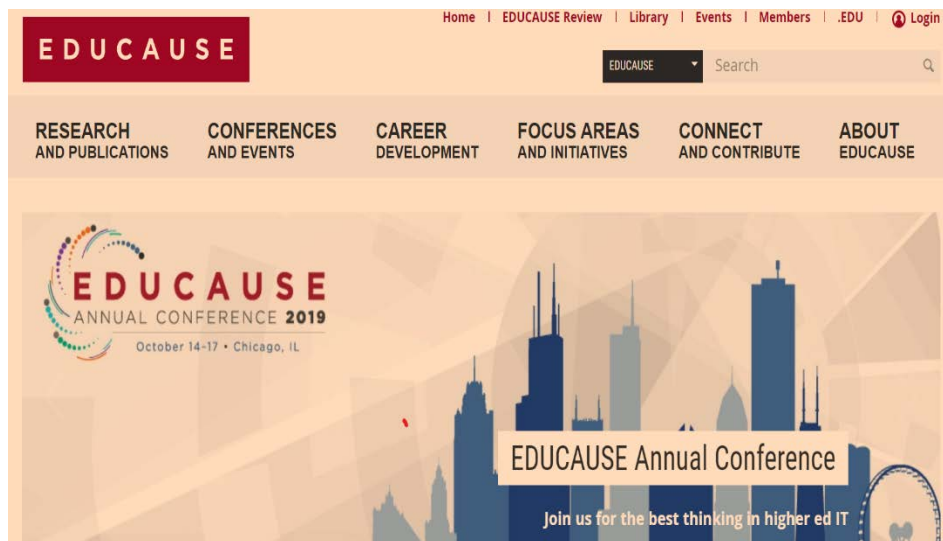 Home | EDUCAUSE Review | Library | Events | Members | .EDU | Login
EDUCAUSE
EDUCAUSE Search
RESEARCH AND PUBLICATIONS
CONFERENCES AND EVENTS
CAREER DEVELOPMENT
FOCUS AREAS AND INITIATIVES
CONNECT AND CONTRIBUTE
ABOUT EDUCAUSE
EDUCAUSE
ANNUAL CONFERENCE 2019
October 14-17 • Chicago, IL
EDUCAUSE Annual Conference
Join us for the best thinking in higher ed IT